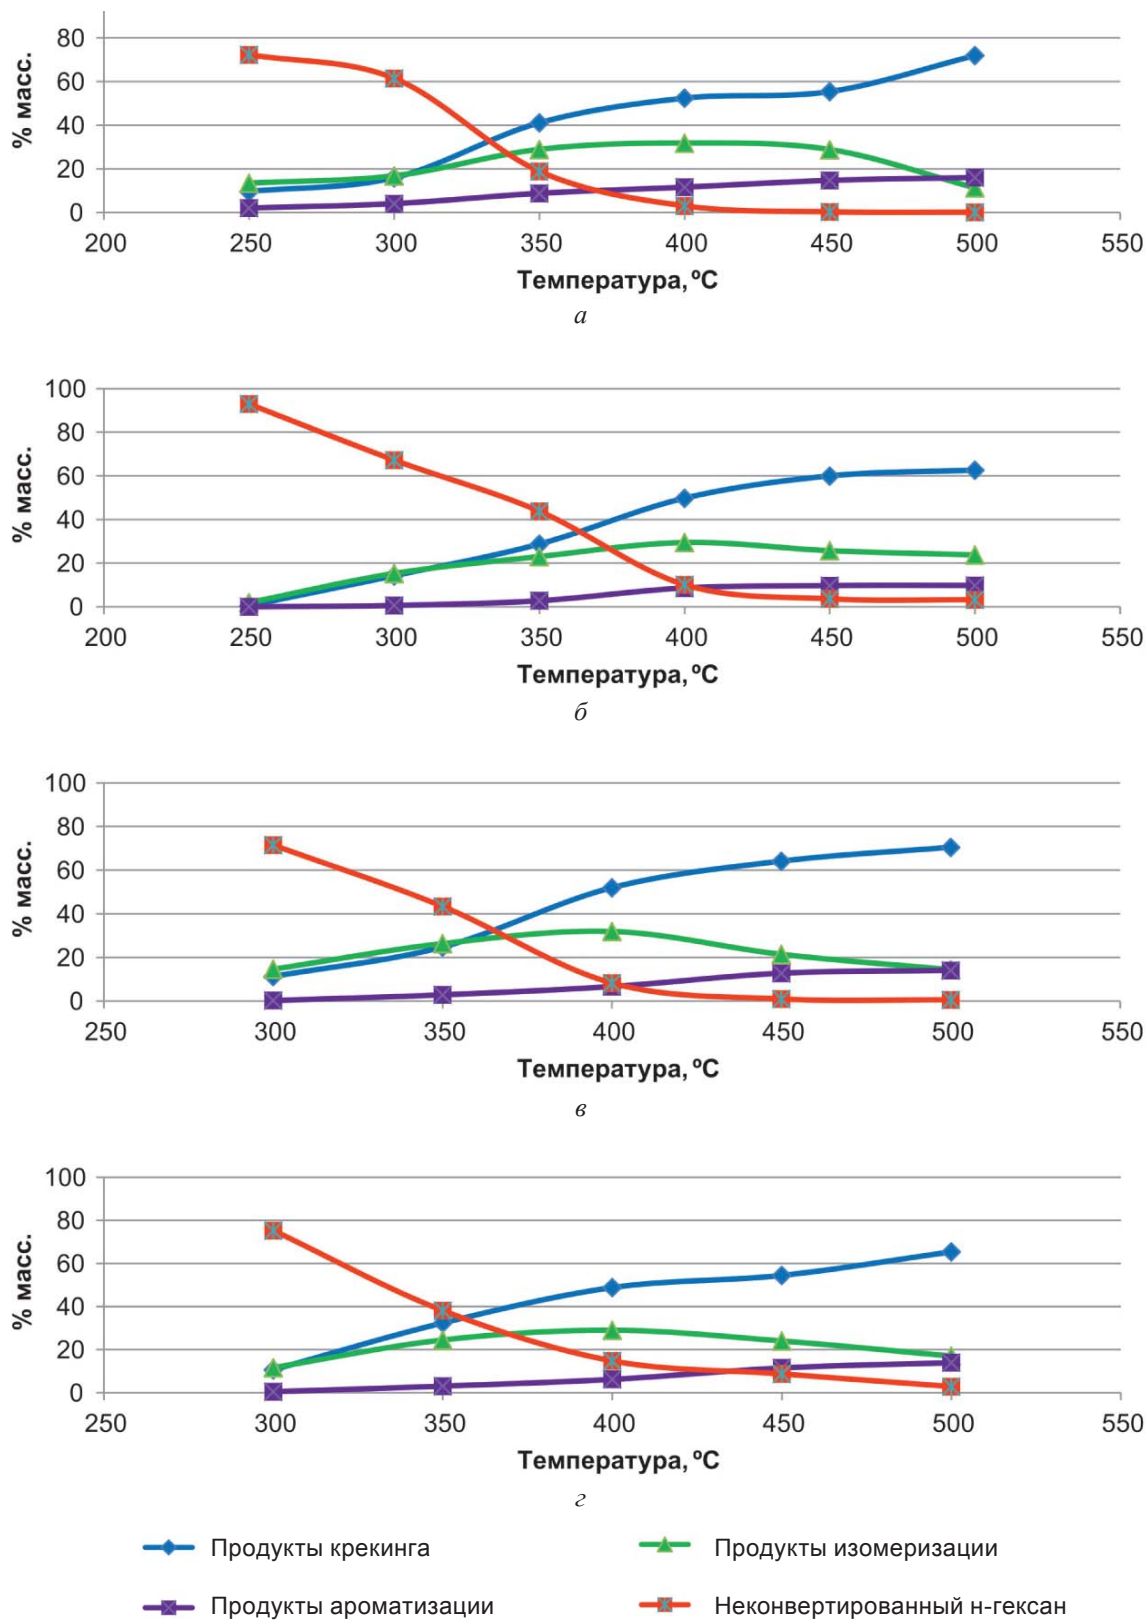 80
60
40
20
0
% масс.
200 250 300 350 400 450 500 550
Температура, ºС
а
100
80
60
40
20
0
% масс.
200 250 300 350 400 450 500 550
Температура, ºС
б
100
80
60
40
20
0
% масс.
250 300 350 400 450 500 550
Температура, ºС
в
100
80
60
40
20
0
% масс.
250 300 350 400 450 500 550
Температура, ºС
г
Продукты крекинга Продукты изомеризации
Продукты ароматизации Неконвертированный н-гексан